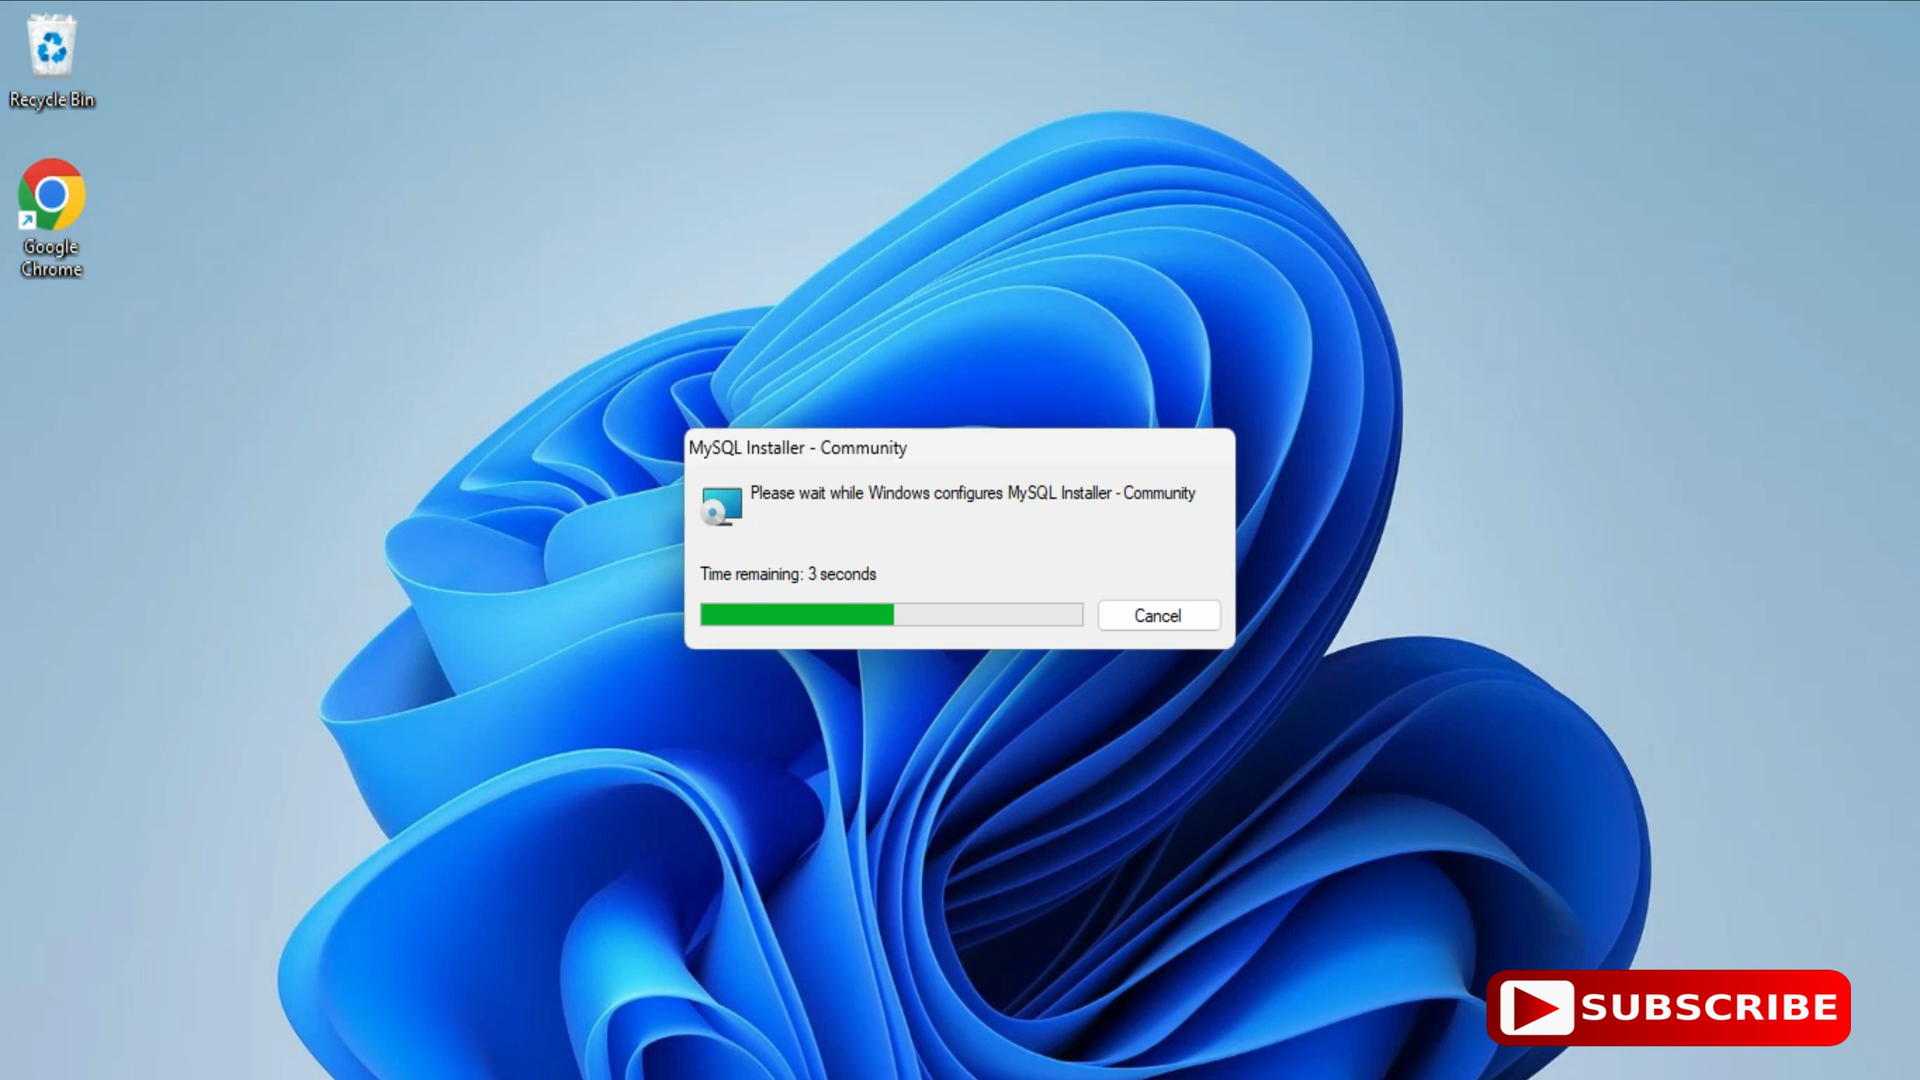 Recycle Bin
Google
Chrome
MySQL Installer - Community
Please wait while Windows configures MySQL Installer - Community
Time remaining: 3 seconds
Cancel
SUBSCRIBE